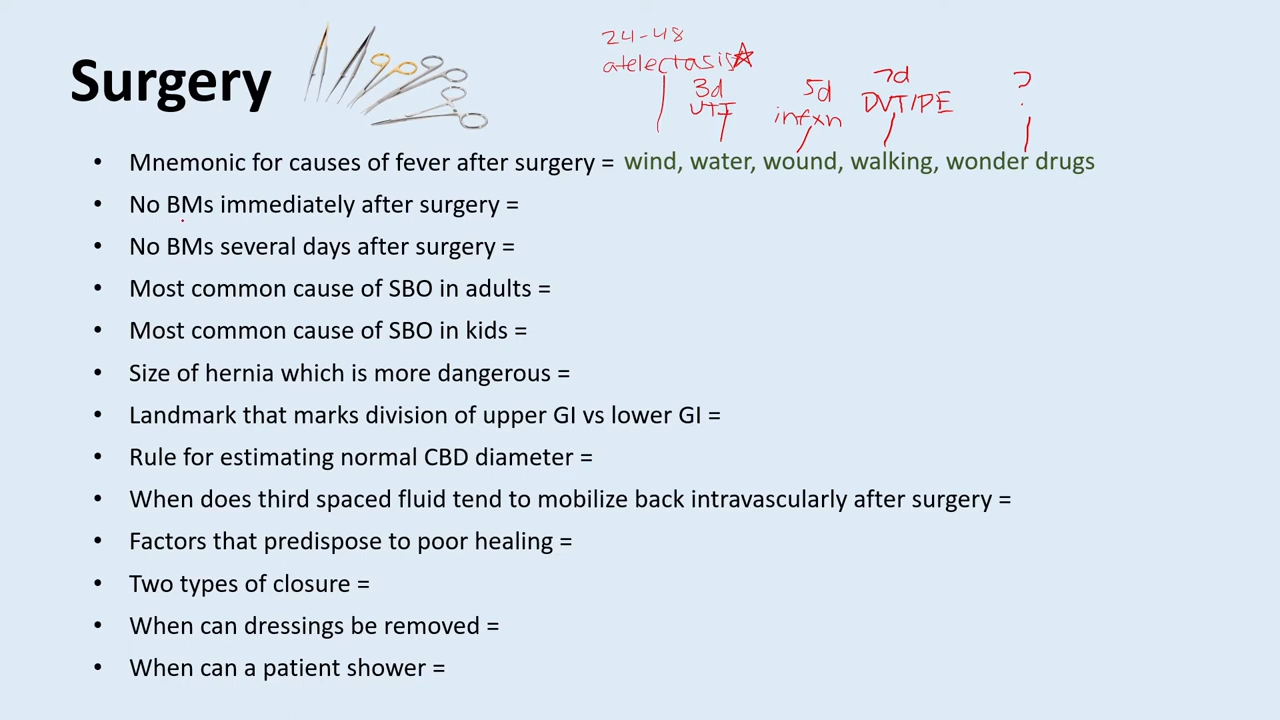 Surgery
24-48
atelectasis
3d
UTI
5d
infxn
7d
DVT/PE
?
• Mnemonic for causes of fever after surgery = wind, water, wound, walking, wonder drugs
• No BMs immediately after surgery =
• No BMs several days after surgery =
• Most common cause of SBO in adults =
• Most common cause of SBO in kids =
• Size of hernia which is more dangerous =
• Landmark that marks division of upper GI vs lower GI =
• Rule for estimating normal CBD diameter =
• When does third spaced fluid tend to mobilize back intravascularly after surgery =
• Factors that predispose to poor healing =
• Two types of closure =
• When can dressings be removed =
• When can a patient shower =